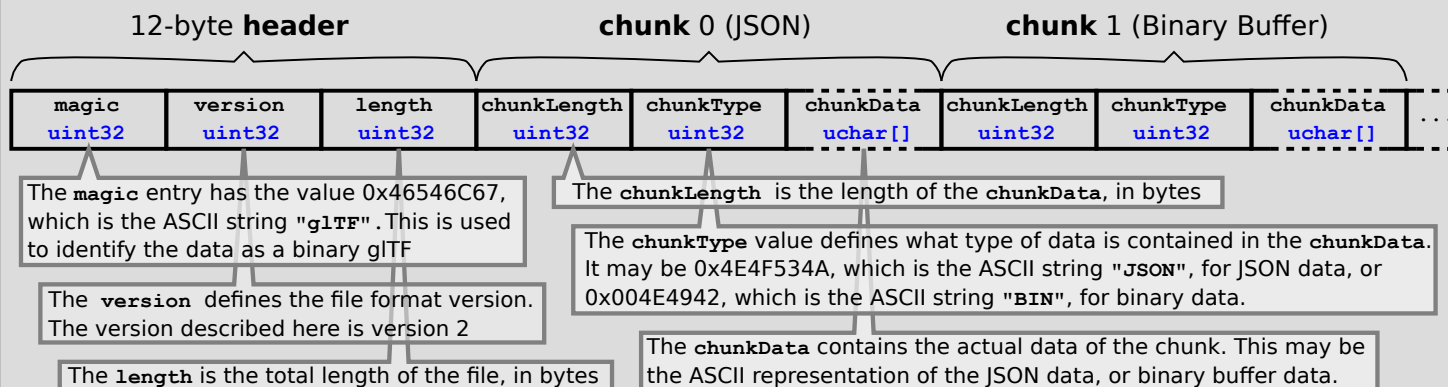 12-byte header
chunk 0 (JSON)
chunk 1 (Binary Buffer)
magic version length chunkLength chunkType chunkData chunkLength chunkType chunkData ...
uint32 uint32 uint32 uint32 uint32 uchar[] uint32 uint32 uchar[]
The magic entry has the value 0x46546C67,
which is the ASCII string "glTF". This is used
to identify the data as a binary glTF
The version defines the file format version.
The version described here is version 2
The length is the total length of the file, in bytes
The chunkLength is the length of the chunkData, in bytes
The chunkType value defines what type of data is contained in the chunkData.
It may be 0x4E4F534A, which is the ASCII string "JSON", for JSON data, or
0x004E4942, which is the ASCII string "BIN", for binary data.
The chunkData contains the actual data of the chunk. This may be
the ASCII representation of the JSON data, or binary buffer data.